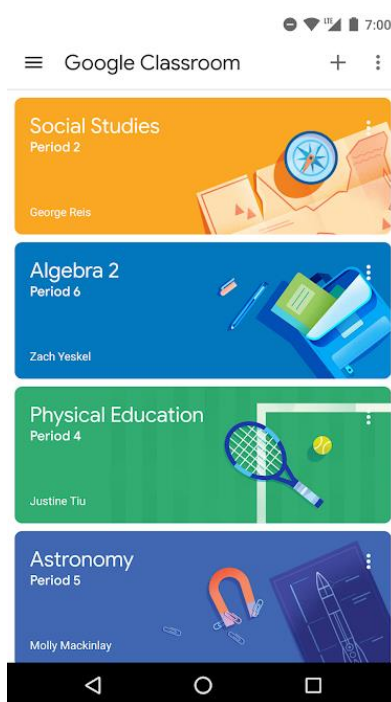 LTE 7:00
Google Classroom
Social Studies
Period 2
George Reis
Algebra 2
Period 6
Zach Yeskel
Physical Education
Period 4
Justine Tiu
Astronomy
Period 5
Molly Mackinlay